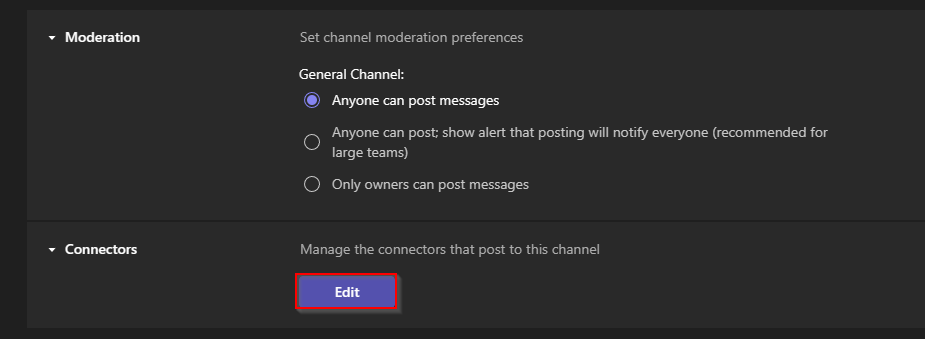 Moderation
Set channel moderation preferences
General Channel:
Anyone can post messages
Anyone can post; show alert that posting will notify everyone (recommended for
large teams)
Only owners can post messages
Connectors
Manage the connectors that post to this channel
Edit